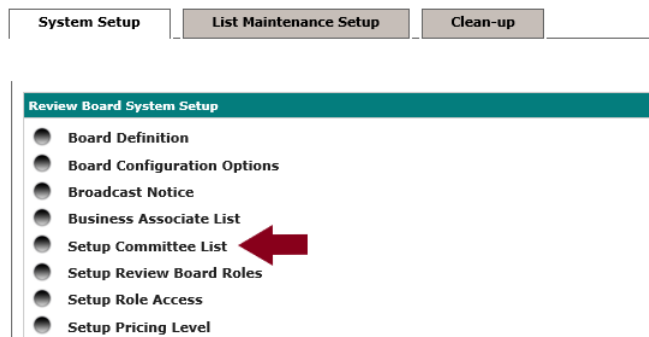 System Setup List Maintenance Setup Clean-up
Review Board System Setup
Board Definition
Board Configuration Options
Broadcast Notice
Business Associate List
Setup Committee List
Setup Review Board Roles
Setup Role Access
Setup Pricing Level